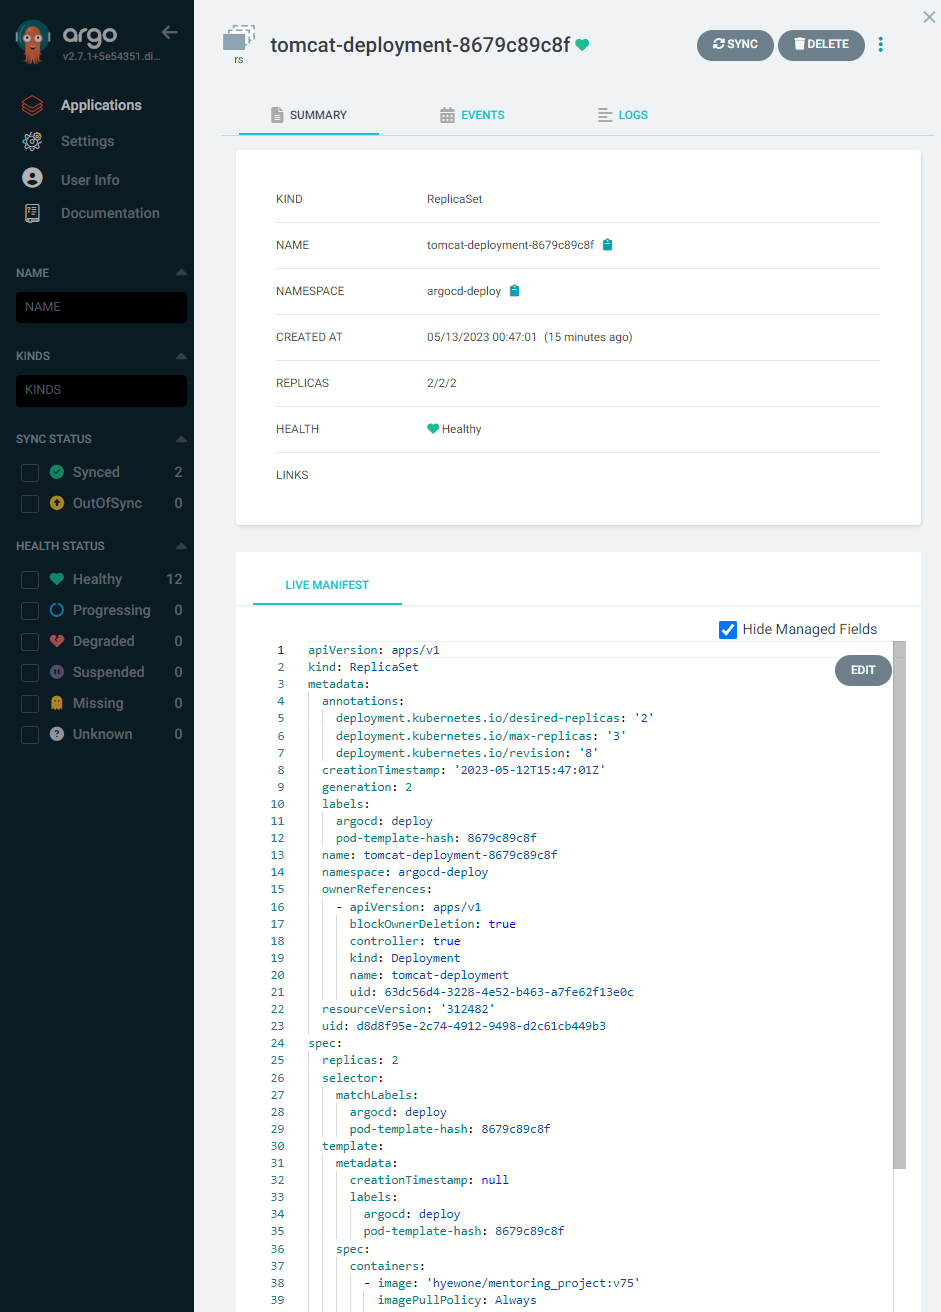 argo
v2.7.1+5e54351.di...
Applications
Settings
User Info
Documentation
NAME
NAME
KINDS
KINDS
SYNC STATUS
Synced 2
OutOfSync 0
HEALTH STATUS
Healthy 12
Progressing 0
Degraded 0
Suspended 0
Missing 0
Unknown 0
rs
tomcat-deployment-8679c89c8f
SYNC
DELETE
SUMMARY
EVENTS
LOGS
KIND ReplicaSet
NAME tomcat-deployment-8679c89c8f
NAMESPACE argocd-deploy
CREATED AT 05/13/2023 00:47:01 (15 minutes ago)
REPLICAS 2/2/2
HEALTH Healthy
LINKS
LIVE MANIFEST
Hide Managed Fields
EDIT
1 apiVersion: apps/v1
2 kind: ReplicaSet
3 metadata:
4 annotations:
5 deployment.kubernetes.io/desired-replicas: '2'
6 deployment.kubernetes.io/max-replicas: '3'
7 deployment.kubernetes.io/revision: '8'
8 creationTimestamp: '2023-05-12T15:47:01Z'
9 generation: 2
10 labels:
11 argocd: deploy
12 pod-template-hash: 8679c89c8f
13 name: tomcat-deployment-8679c89c8f
14 namespace: argocd-deploy
15 ownerReferences:
16 - apiVersion: apps/v1
17 blockOwnerDeletion: true
18 controller: true
19 kind: Deployment
20 name: tomcat-deployment
21 uid: 63dc56d4-3228-4e52-b463-a7fe62f13e0c
22 resourceVersion: '312482'
23 uid: d8d8f95e-2c74-4912-9498-d2c61cb449b3
24 spec:
25 replicas: 2
26 selector:
27 matchLabels:
28 argocd: deploy
29 pod-template-hash: 8679c89c8f
30 template:
31 metadata:
32 creationTimestamp: null
33 labels:
34 argocd: deploy
35 pod-template-hash: 8679c89c8f
36 spec:
37 containers:
38 - image: 'hyewone/mentoring_project:v75'
39 imagePullPolicy: Always